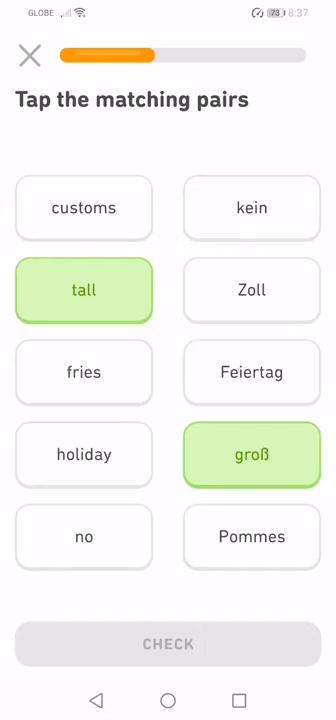 GLOBE 73 8:37
Tap the matching pairs
customs kein
tall Zoll
fries Feiertag
holiday groß
no Pommes
CHECK